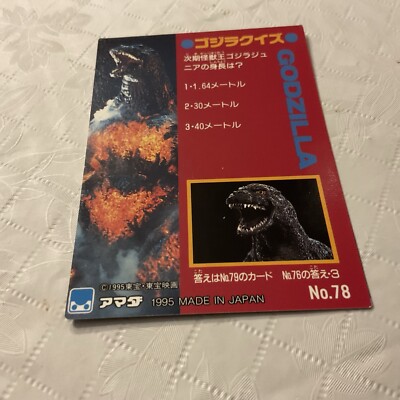 ゴジラクイズ
次期怪獣王ゴジラジュ
ニアの身長は?
1・1.64メートル
2・30メートル
3・40メートル
GODZILLA
答えはNo.79のカード No.76の答え・3
©1995東宝・東宝映画
アマダ 1995 MADE IN JAPAN
No.78